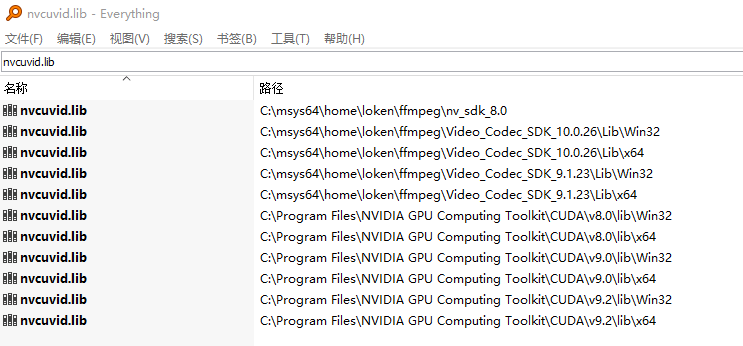 nvcuvid.lib - Everything
文件(F) 编辑(E) 视图(V) 搜索(S) 书签(B) 工具(T) 帮助(H)
nvcuvid.lib
名称 路径
nvcuvid.lib C:\msys64\home\loken\ffmpeg\nv_sdk_8.0
nvcuvid.lib C:\msys64\home\loken\ffmpeg\Video_Codec_SDK_10.0.26\Lib\Win32
nvcuvid.lib C:\msys64\home\loken\ffmpeg\Video_Codec_SDK_10.0.26\Lib\x64
nvcuvid.lib C:\msys64\home\loken\ffmpeg\Video_Codec_SDK_9.1.23\Lib\Win32
nvcuvid.lib C:\msys64\home\loken\ffmpeg\Video_Codec_SDK_9.1.23\Lib\x64
nvcuvid.lib C:\Program Files\NVIDIA GPU Computing Toolkit\CUDA\v8.0\lib\Win32
nvcuvid.lib C:\Program Files\NVIDIA GPU Computing Toolkit\CUDA\v8.0\lib\x64
nvcuvid.lib C:\Program Files\NVIDIA GPU Computing Toolkit\CUDA\v9.0\lib\Win32
nvcuvid.lib C:\Program Files\NVIDIA GPU Computing Toolkit\CUDA\v9.0\lib\x64
nvcuvid.lib C:\Program Files\NVIDIA GPU Computing Toolkit\CUDA\v9.2\lib\Win32
nvcuvid.lib C:\Program Files\NVIDIA GPU Computing Toolkit\CUDA\v9.2\lib\x64